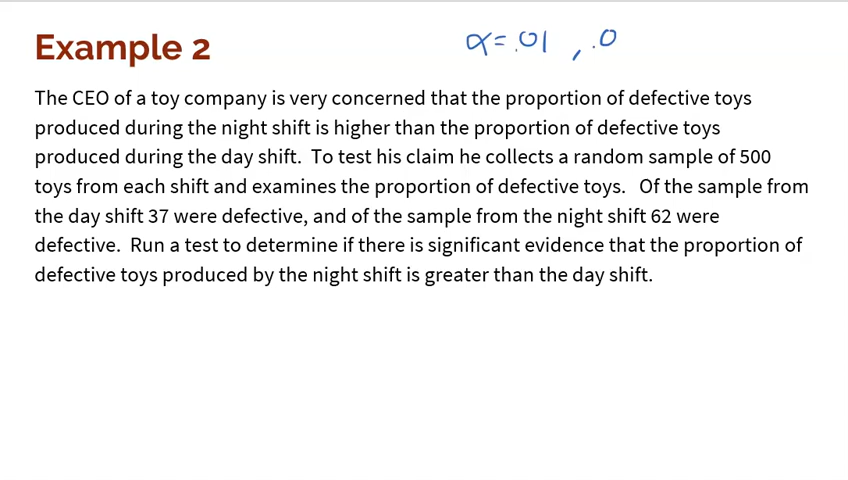 Example 2
α = .01 , .0
The CEO of a toy company is very concerned that the proportion of defective toys
produced during the night shift is higher than the proportion of defective toys
produced during the day shift. To test his claim he collects a random sample of 500
toys from each shift and examines the proportion of defective toys. Of the sample from
the day shift 37 were defective, and of the sample from the night shift 62 were
defective. Run a test to determine if there is significant evidence that the proportion of
defective toys produced by the night shift is greater than the day shift.